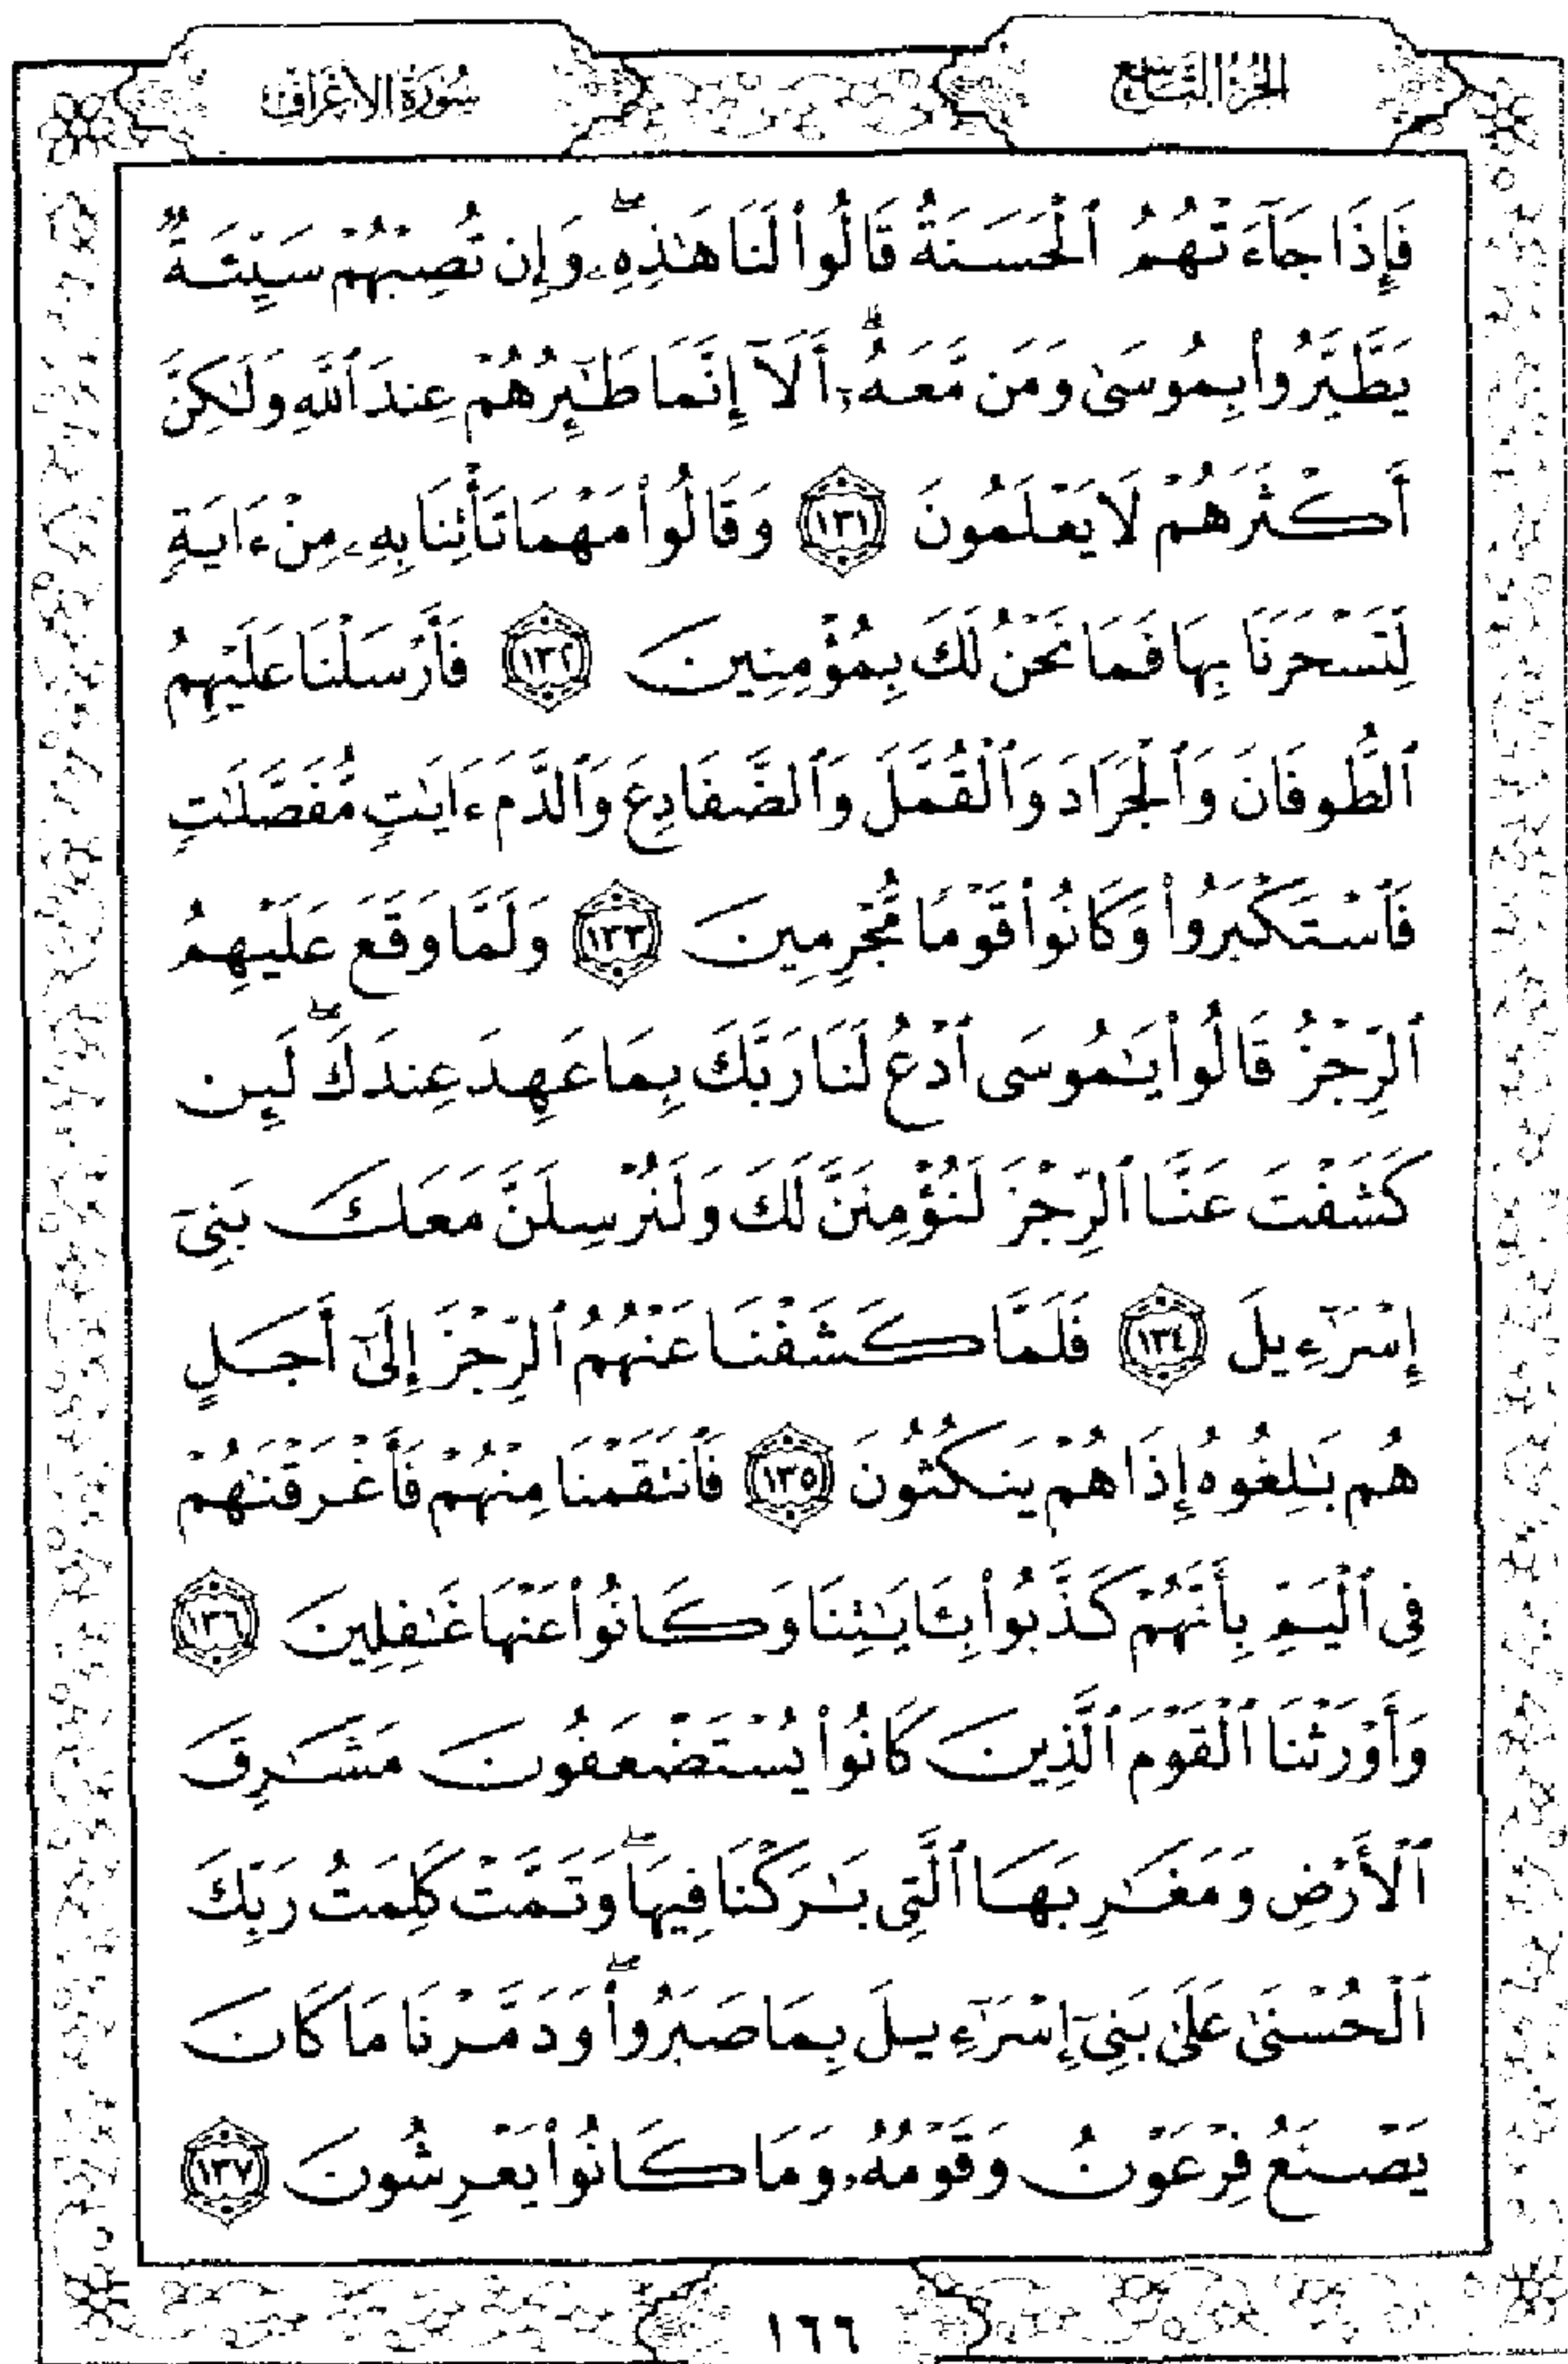 الجزء التاسع
سورة الأعراف
فَإِذَا جَآءَتْهُمُ ٱلْحَسَنَةُ قَالُوا۟ لَنَا هَـٰذِهِۦ ۖ وَإِن تُصِبْهُمْ سَيِّئَةٌ
يَطَّيَّرُوا۟ بِمُوسَىٰ وَمَن مَّعَهُۥٓ ۗ أَلَآ إِنَّمَا طَـٰٓئِرُهُمْ عِندَ ٱللَّهِ وَلَـٰكِنَّ
أَكْثَرَهُمْ لَا يَعْلَمُونَ ١٣١ وَقَالُوا۟ مَهْمَا تَأْتِنَا بِهِۦ مِنْ ءَايَةٍ
لِّتَسْحَرَنَا بِهَا فَمَا نَحْنُ لَكَ بِمُؤْمِنِينَ ١٣٢ فَأَرْسَلْنَا عَلَيْهِمُ
ٱلطُّوفَانَ وَٱلْجَرَادَ وَٱلْقُمَّلَ وَٱلضَّفَادِعَ وَٱلدَّمَ ءَايَـٰتٍ مُّفَصَّلَـٰتٍ
فَٱسْتَكْبَرُوا۟ وَكَانُوا۟ قَوْمًا مُّجْرِمِينَ ١٣٣ وَلَمَّا وَقَعَ عَلَيْهِمُ
ٱلرِّجْزُ قَالُوا۟ يَـٰمُوسَى ٱدْعُ لَنَا رَبَّكَ بِمَا عَهِدَ عِندَكَ ۖ لَئِن
كَشَفْتَ عَنَّا ٱلرِّجْزَ لَنُؤْمِنَنَّ لَكَ وَلَنُرْسِلَنَّ مَعَكَ بَنِىٓ
إِسْرَٰٓءِيلَ ١٣٤ فَلَمَّا كَشَفْنَا عَنْهُمُ ٱلرِّجْزَ إِلَىٰٓ أَجَلٍ
هُم بَـٰلِغُوهُ إِذَا هُمْ يَنكُثُونَ ١٣٥ فَٱنتَقَمْنَا مِنْهُمْ فَأَغْرَقْنَـٰهُمْ
فِى ٱلْيَمِّ بِأَنَّهُمْ كَذَّبُوا۟ بِـَٔايَـٰتِنَا وَكَانُوا۟ عَنْهَا غَـٰفِلِينَ ١٣٦
وَأَوْرَثْنَا ٱلْقَوْمَ ٱلَّذِينَ كَانُوا۟ يُسْتَضْعَفُونَ مَشَـٰرِقَ
ٱلْأَرْضِ وَمَغَـٰرِبَهَا ٱلَّتِى بَـٰرَكْنَا فِيهَا ۖ وَتَمَّتْ كَلِمَتُ رَبِّكَ
ٱلْحُسْنَىٰ عَلَىٰ بَنِىٓ إِسْرَٰٓءِيلَ بِمَا صَبَرُوا۟ ۖ وَدَمَّرْنَا مَا كَانَ
يَصْنَعُ فِرْعَوْنُ وَقَوْمُهُۥ وَمَا كَانُوا۟ يَعْرِشُونَ ١٣٧
١٦٦